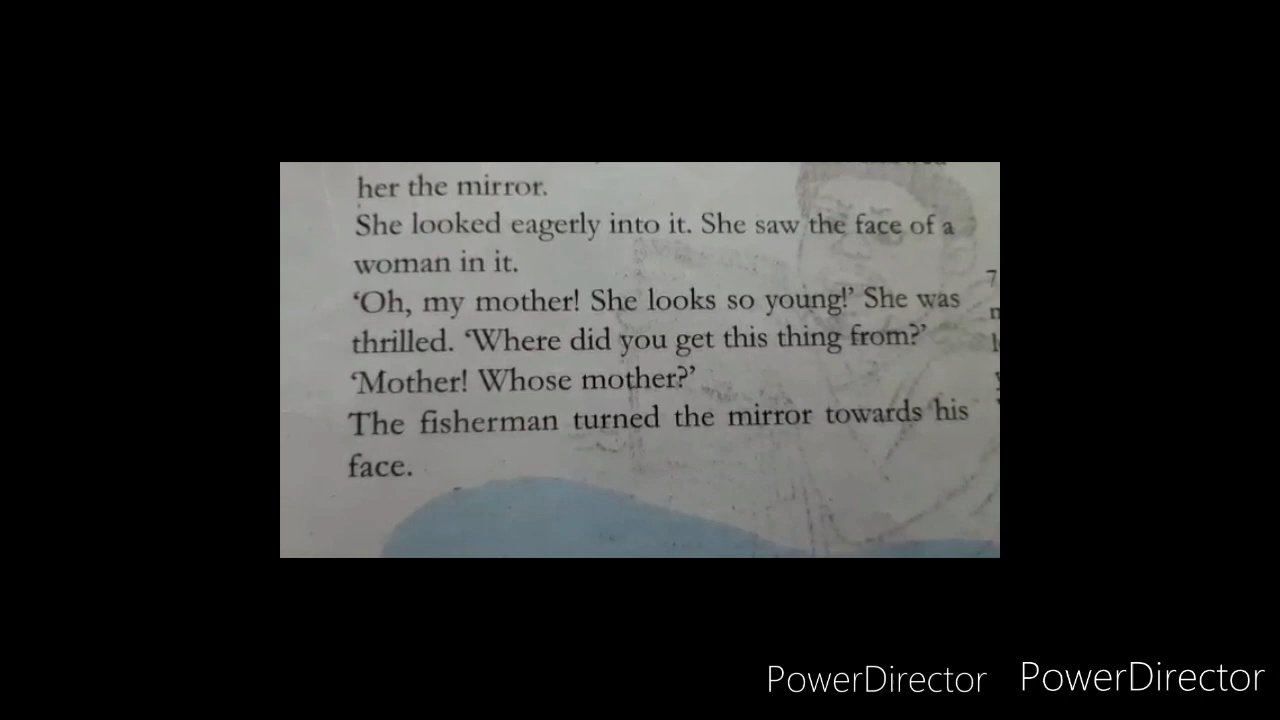 her the mirror.
She looked eagerly into it. She saw the face of a
woman in it.
‘Oh, my mother! She looks so young!’ She was
thrilled. ‘Where did you get this thing from?’
‘Mother! Whose mother?’
The fisherman turned the mirror towards his
face.
7
PowerDirector PowerDirector